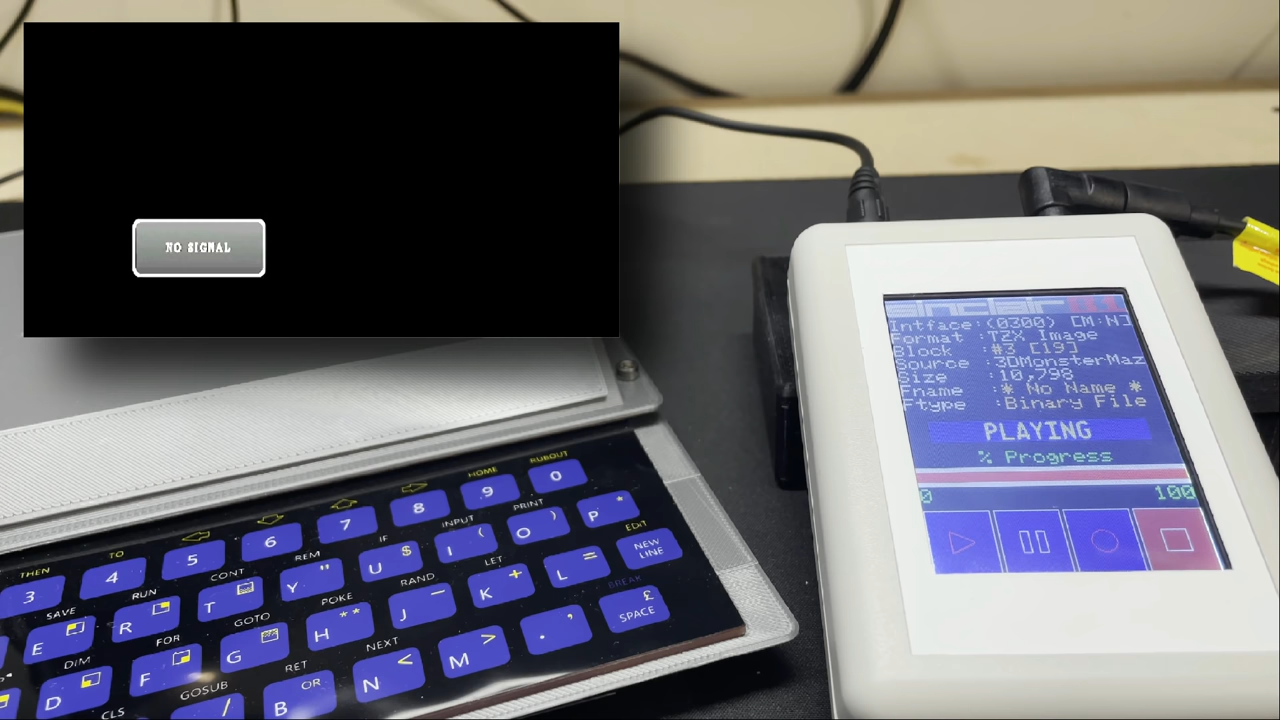 NO SIGNAL
sinclair
Intface:(0300) [M:N]
Format :TZX Image
Block :#3 [19]
Source :3DMonsterMaz
Size :10,798
Fname :* No Name *
Ftype :Binary File
PLAYING
% Progress
0 100
THEN TO HOME RUBOUT
3 4 5 6 7 8 9 0
SAVE RUN CONT REM IF INPUT PRINT
E R T Y " U $ I ( O ) P *
DIM FOR GOTO POKE RAND LET EDIT
D F G H ** J − K + L = NEW LINE
CLS GOSUB RET NEXT BREAK
/ B OR N < M > . , £ SPACE